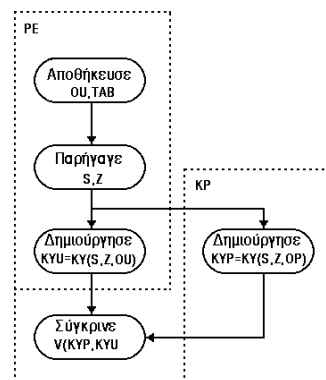 PE
Αποθήκευσε
OU,TAB
Παρήγαγε
S,Z
KP
Δημιούργησε
KYU=KY(S,Z,OU)
Δημιούργησε
KYP=KY(S,Z,OP)
Σύγκρινε
V(KYP,KYU